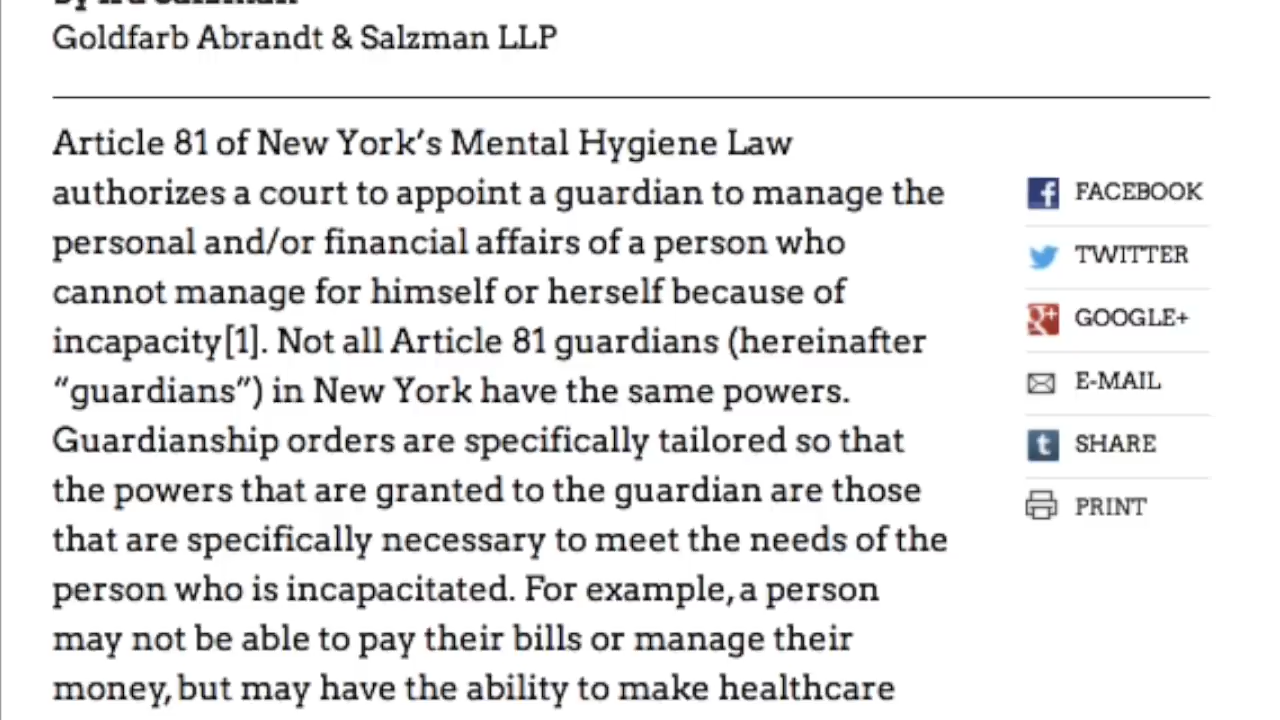 Goldfarb Abrandt & Salzman LLP
Article 81 of New York’s Mental Hygiene Law
authorizes a court to appoint a guardian to manage the
personal and/or financial affairs of a person who
cannot manage for himself or herself because of
incapacity[1]. Not all Article 81 guardians (hereinafter
“guardians”) in New York have the same powers.
Guardianship orders are specifically tailored so that
the powers that are granted to the guardian are those
that are specifically necessary to meet the needs of the
person who is incapacitated. For example, a person
may not be able to pay their bills or manage their
money, but may have the ability to make healthcare
FACEBOOK
TWITTER
GOOGLE+
E-MAIL
SHARE
PRINT